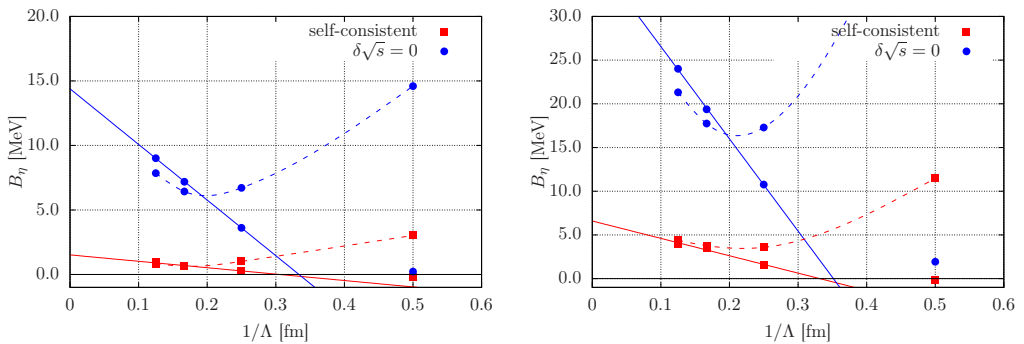 20.0
15.0
10.0
5.0
0.0
Bη [MeV]
self-consistent
δ√s = 0
0 0.1 0.2 0.3 0.4 0.5 0.6
1/Λ [fm]
30.0
25.0
20.0
15.0
10.0
5.0
0.0
Bη [MeV]
self-consistent
δ√s = 0
0 0.1 0.2 0.3 0.4 0.5 0.6
1/Λ [fm]